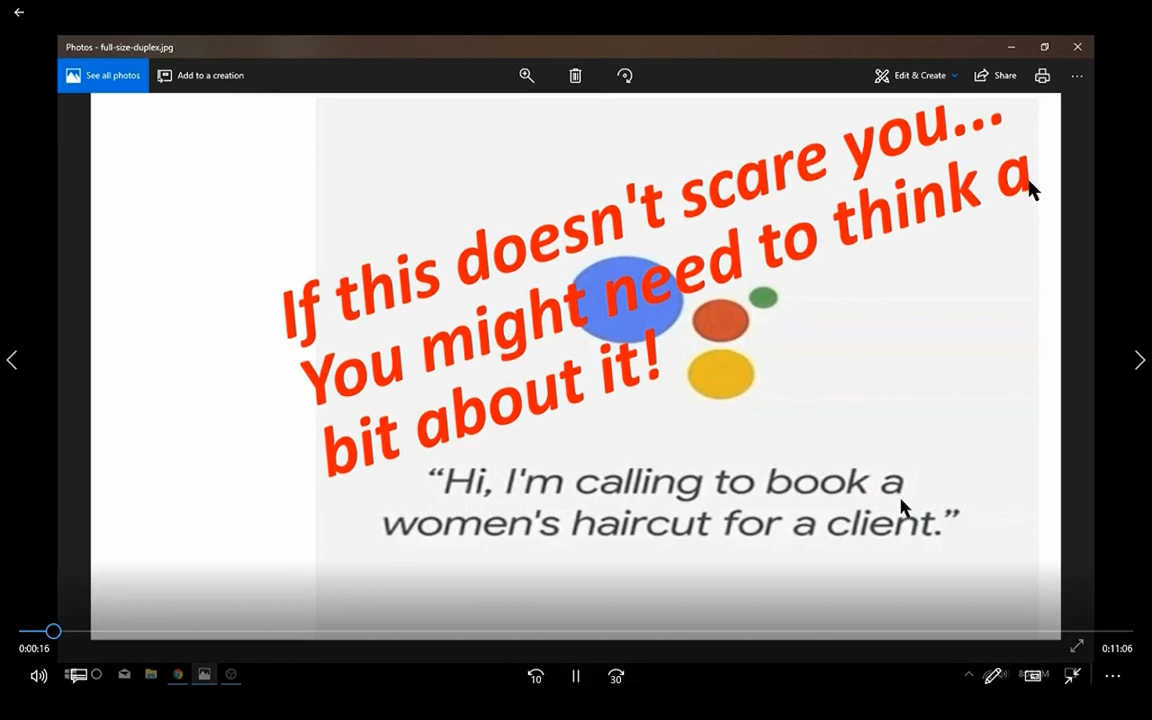 Photos - full-size-duplex.jpg
See all photos
Add to a creation
Edit & Create
Share
If this doesn't scare you...
You might need to think a
bit about it!
“Hi, I'm calling to book a
women's haircut for a client.”
0:00:16
0:11:06
10
30